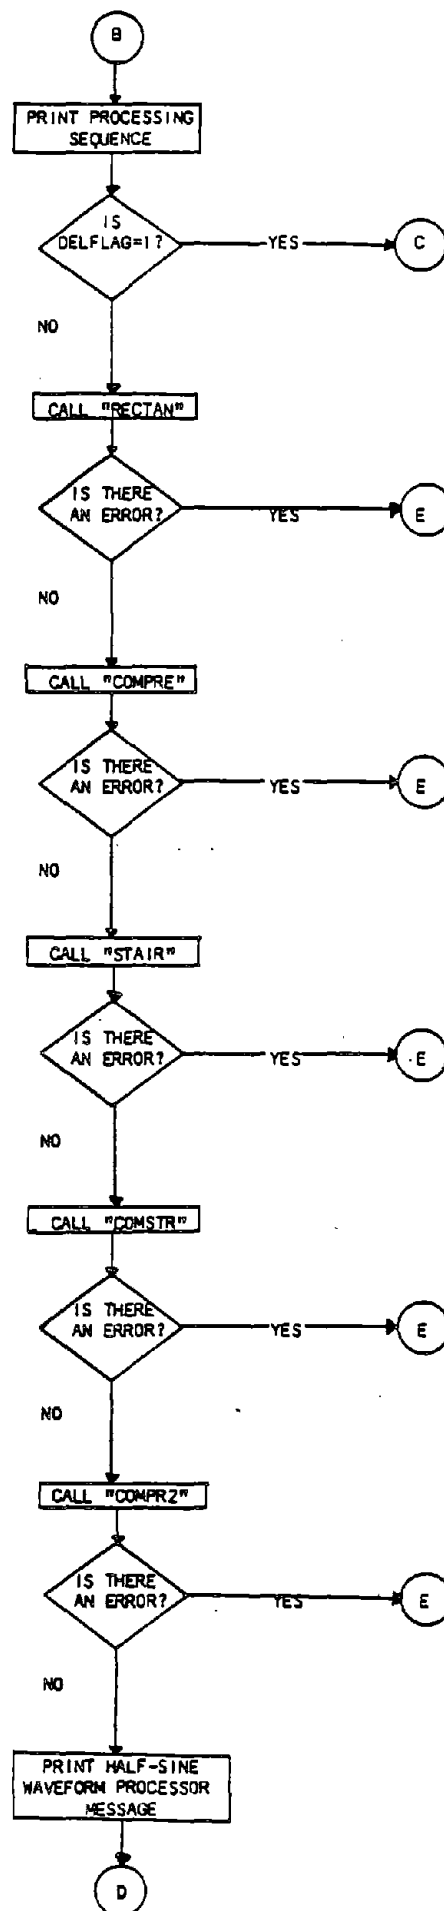 B
PRINT PROCESSING
SEQUENCE
IS
DELFLAG=1?
YES
C
NO
CALL "RECTAN"
IS THERE
AN ERROR?
YES
E
NO
CALL "COMPRE"
IS THERE
AN ERROR?
YES
E
NO
CALL "STAIR"
IS THERE
AN ERROR?
YES
E
NO
CALL "COMSTR"
IS THERE
AN ERROR?
YES
E
NO
CALL "COMPR2"
IS THERE
AN ERROR?
YES
E
NO
PRINT HALF-SINE
WAVEFORM PROCESSOR
MESSAGE
D